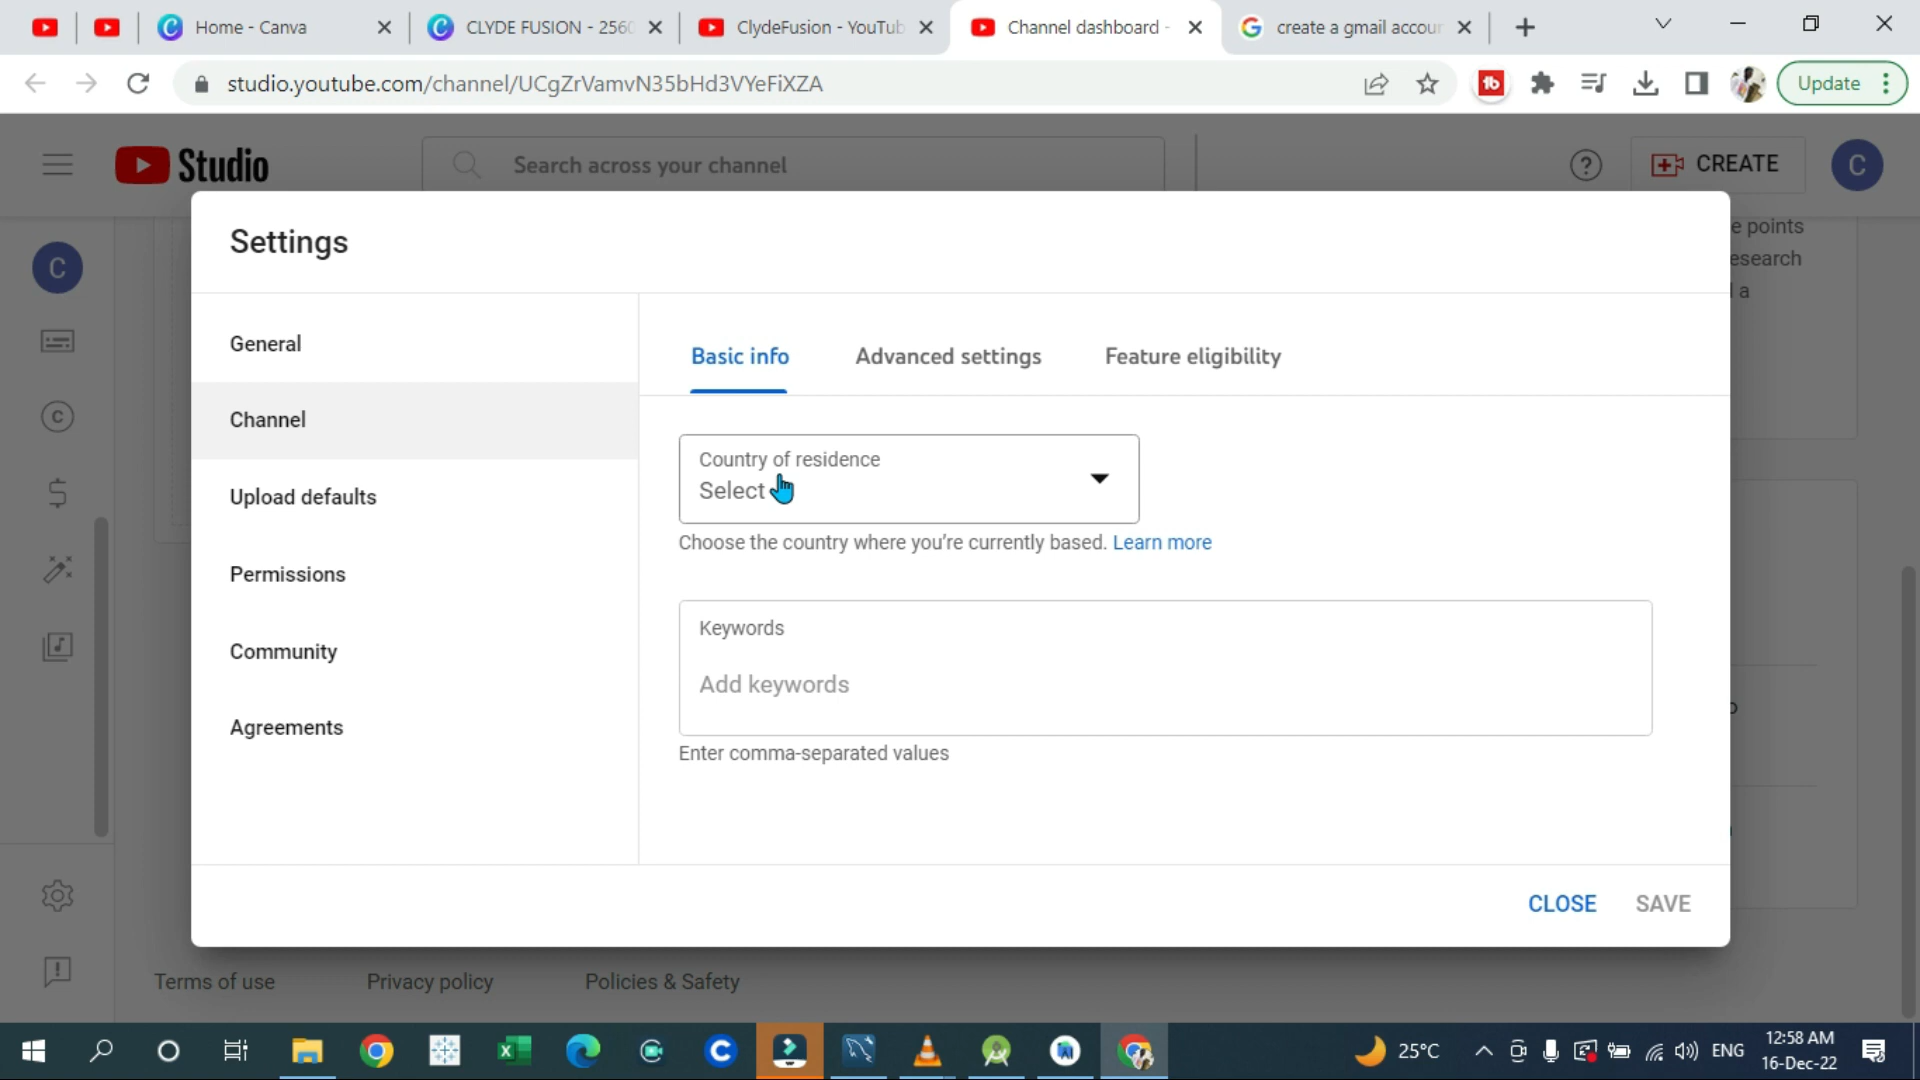 Home - Canva
CLYDE FUSION - 2560
ClydeFusion - YouTub
Channel dashboard -
create a gmail accour
studio.youtube.com/channel/UCgZrVamvN35bHd3VYeFiXZA
Update
Studio
Search across your channel
CREATE
C
C
Settings
e points
esearch
a
General
Channel
Upload defaults
Permissions
Community
Agreements
Basic info
Advanced settings
Feature eligibility
Country of residence
Select
Choose the country where you're currently based. Learn more
Keywords
Add keywords
Enter comma-separated values
CLOSE
SAVE
Terms of use
Privacy policy
Policies & Safety
25°C
ENG
12:58 AM
16-Dec-22